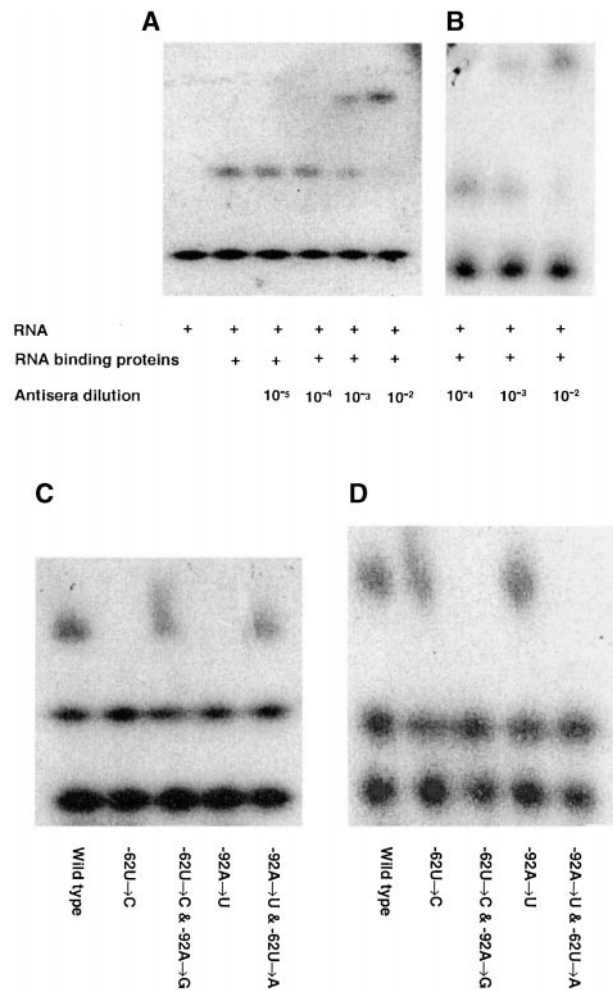 A B
RNA + + + + + + + + +
RNA binding proteins + + + + + + + +
Antisera dilution 10⁻⁵ 10⁻⁴ 10⁻³ 10⁻² 10⁻⁴ 10⁻³ 10⁻²
C D
Wild type
-62U→C
-62U→C & -92A→G
-92A→U
-92A→U & -62U→A
Wild type
-62U→C
-62U→C & -92A→G
-92A→U
-92A→U & -62U→A